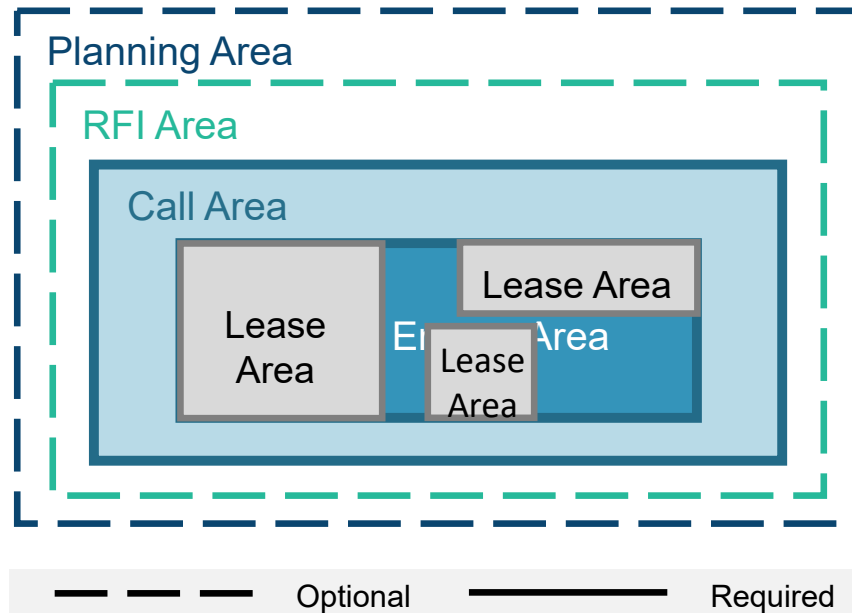 Planning Area
RFI Area
Call Area
Lease Area
Lease
Area
Area
Lease
Area
Optional
Required